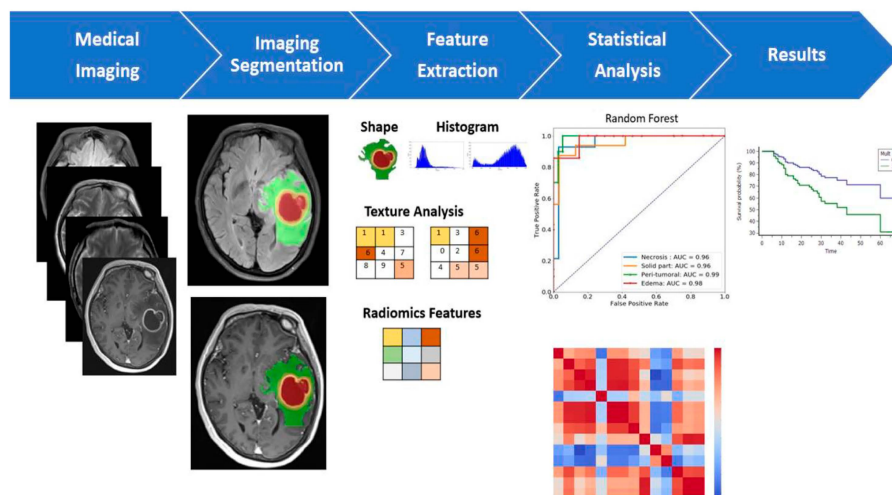 Medical
Imaging
Imaging
Segmentation
Feature
Extraction
Statistical
Analysis
Results
Shape
Histogram
Texture Analysis
1 1 3
6 4 7
8 9 5
1 3 6
0 2 6
4 5 5
Radiomics Features
Random Forest
True Positive Rate
1.0
0.8
0.6
0.4
0.2
0.0
Necrosis : AUC = 0.96
Solid part: AUC = 0.96
Peri-tumoral: AUC = 0.99
Edema: AUC = 0.98
0.0 0.2 0.4 0.6 0.8 1.0
False Positive Rate
Survival probability (%)
100
90
80
70
60
50
40
30
Mult
0 10 20 30 40 50 60
Time